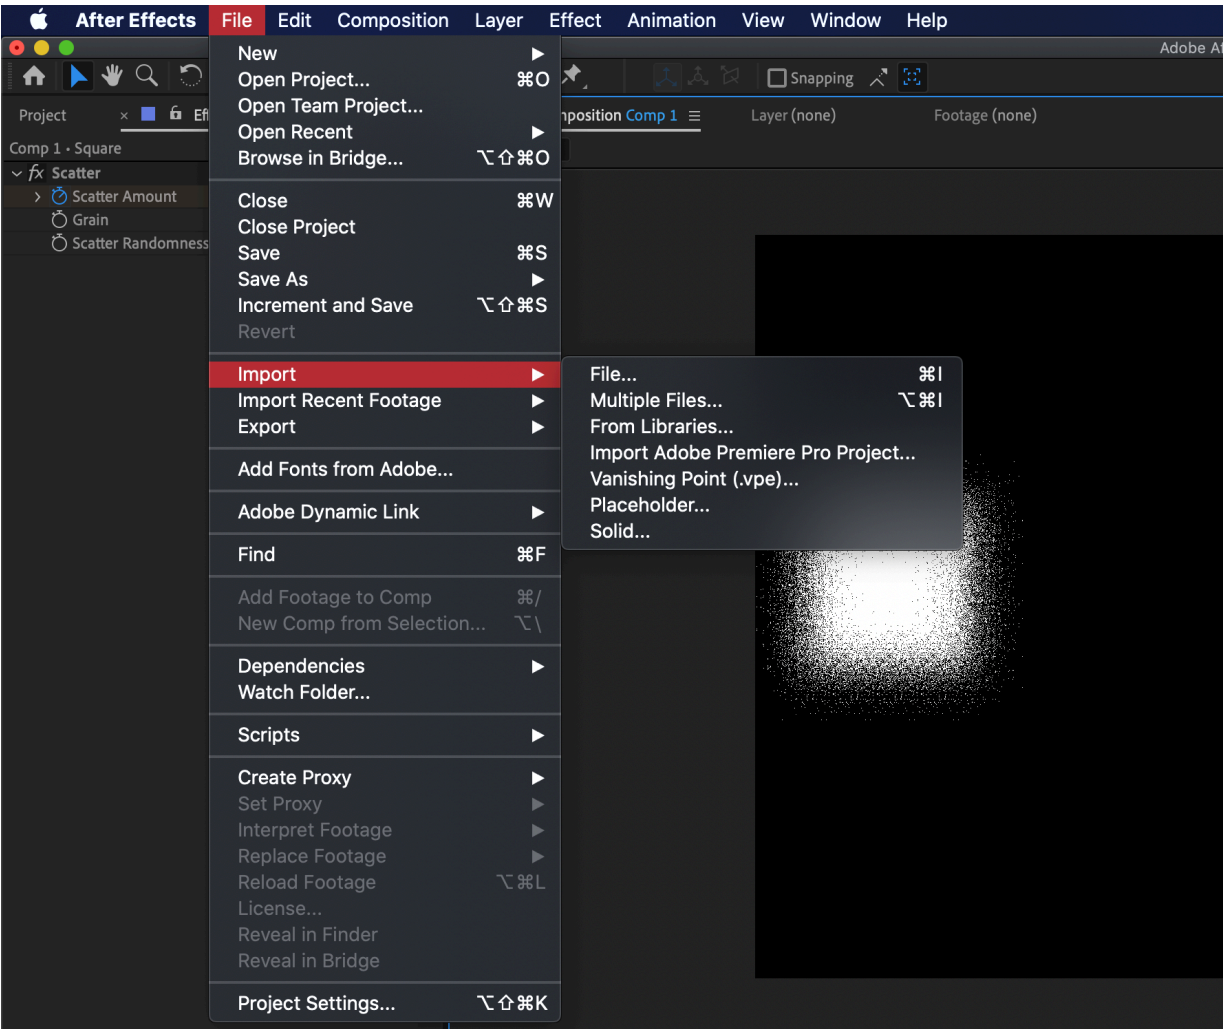 After Effects File Edit Composition Layer Effect Animation View Window Help
Adobe Af
Snapping
Project × Ef
nposition Comp 1 Layer (none) Footage (none)
Comp 1 • Square
fx Scatter
Scatter Amount
Grain
Scatter Randomness
New
Open Project... ⌘O
Open Team Project...
Open Recent
Browse in Bridge... ⌥⇧⌘O
Close ⌘W
Close Project
Save ⌘S
Save As
Increment and Save ⌥⇧⌘S
Revert
Import
Import Recent Footage
Export
Add Fonts from Adobe...
Adobe Dynamic Link
Find ⌘F
Add Footage to Comp ⌘/
New Comp from Selection... ⌥\
Dependencies
Watch Folder...
Scripts
Create Proxy
Set Proxy
Interpret Footage
Replace Footage
Reload Footage ⌥⌘L
License...
Reveal in Finder
Reveal in Bridge
Project Settings... ⌥⇧⌘K
File... ⌘I
Multiple Files... ⌥⌘I
From Libraries...
Import Adobe Premiere Pro Project...
Vanishing Point (.vpe)...
Placeholder...
Solid...